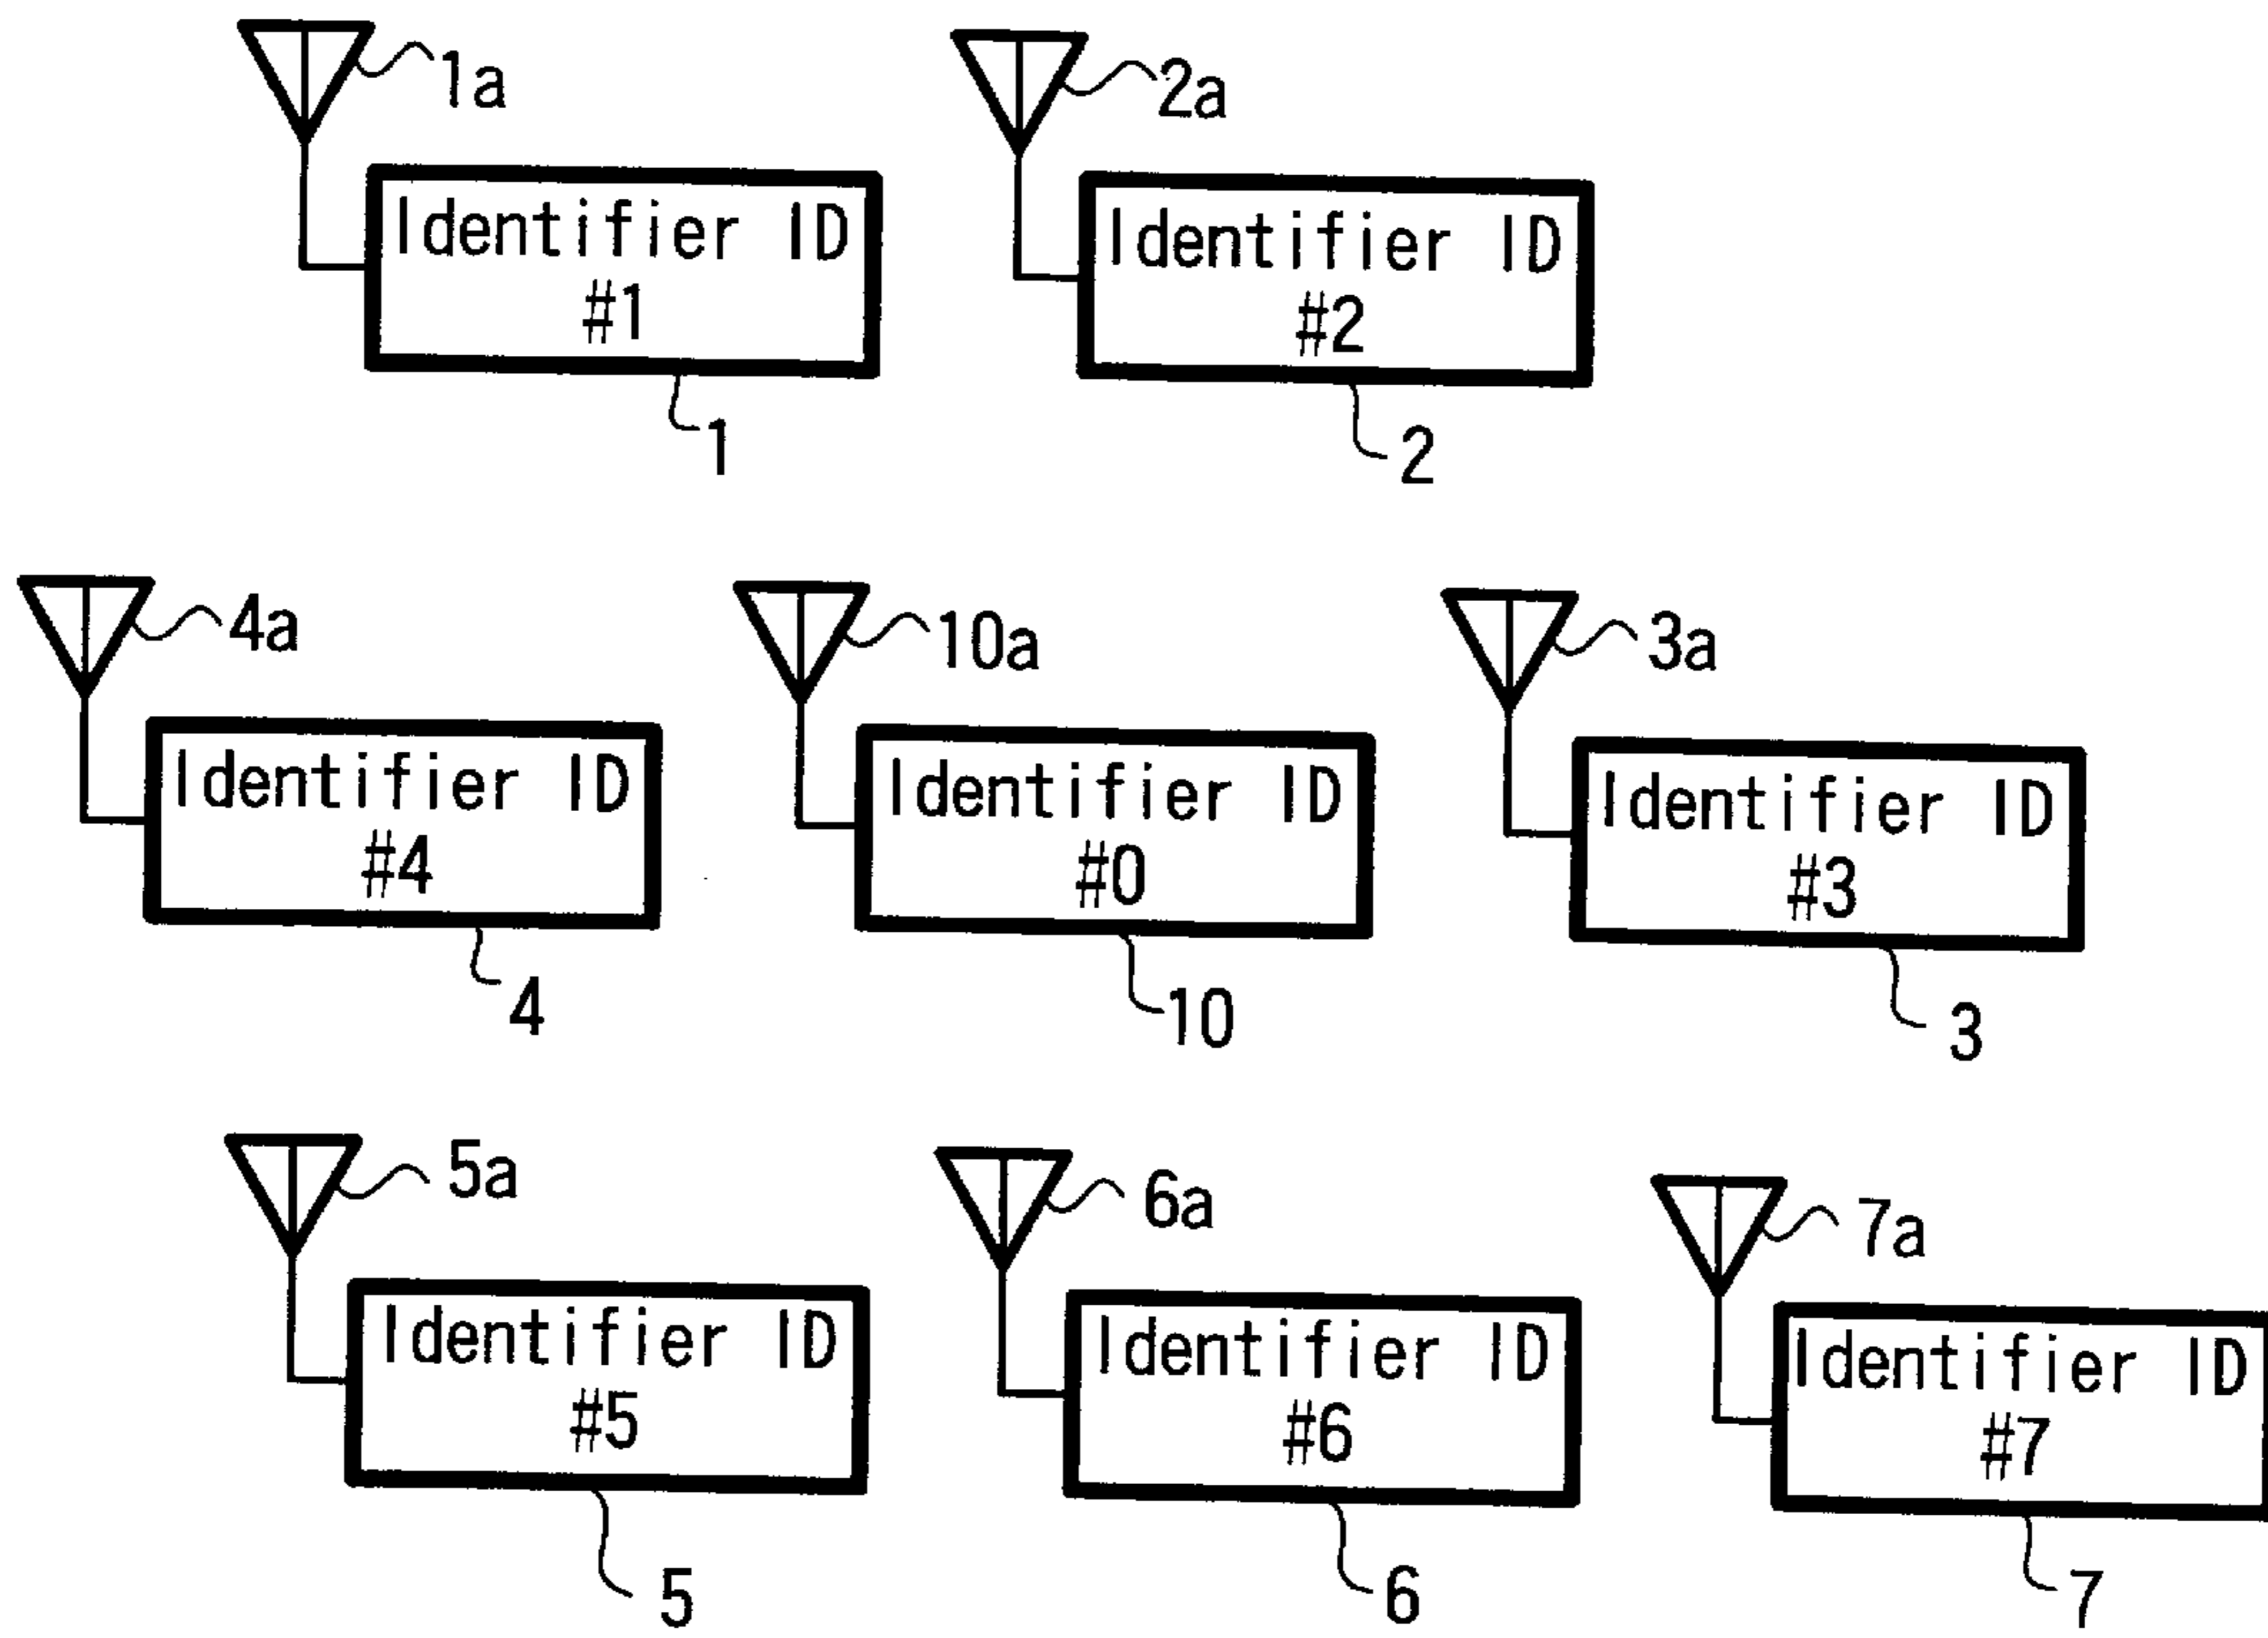 1a
2a
Identifier ID
#1
Identifier ID
#2
1
2
4a
10a
3a
Identifier ID
#4
Identifier ID
#0
Identifier ID
#3
4
10
3
5a
6a
7a
Identifier ID
#5
Identifier ID
#6
Identifier ID
#7
5
6
7